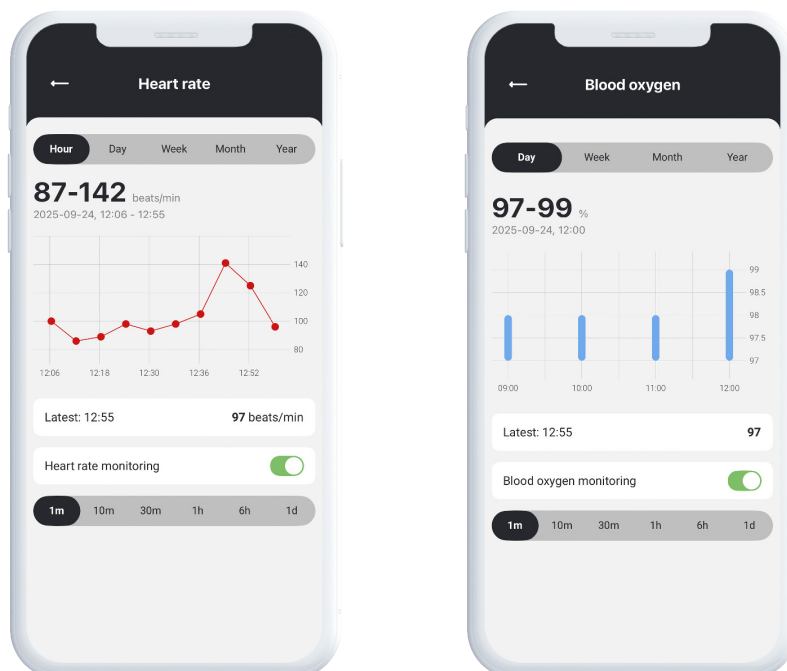 Heart rate
Hour Day Week Month Year
87-142 beats/min
2025-09-24, 12:06 - 12:55
140
120
100
80
12:06 12:18 12:30 12:36 12:52
Latest: 12:55 97 beats/min
Heart rate monitoring
1m 10m 30m 1h 6h 1d
Blood oxygen
Day Week Month Year
97-99 %
2025-09-24, 12:00
99
98.5
98
97.5
97
09:00 10:00 11:00 12:00
Latest: 12:55 97
Blood oxygen monitoring
1m 10m 30m 1h 6h 1d